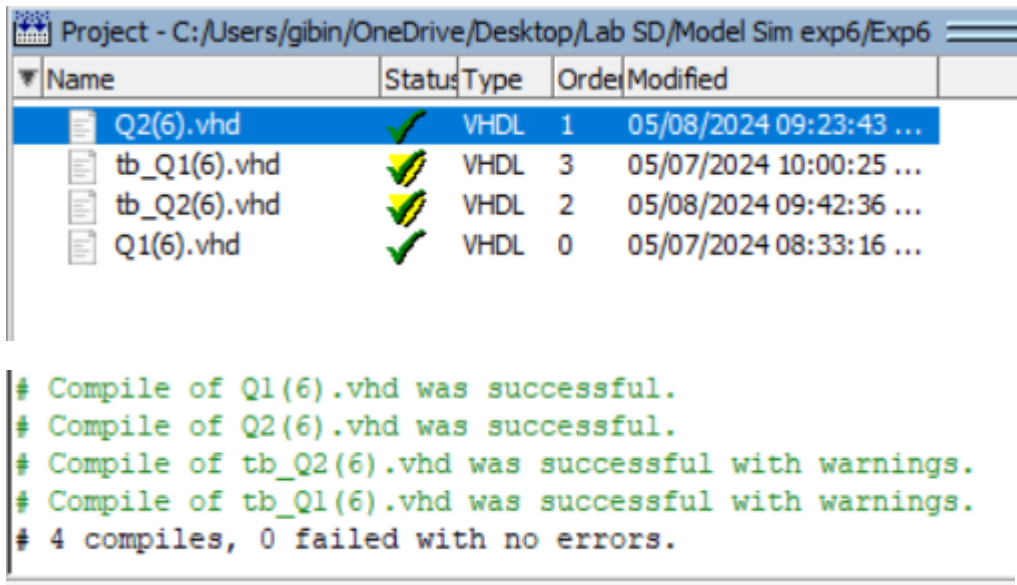 Project - C:/Users/gibin/OneDrive/Desktop/Lab SD/Model Sim exp6/Exp6
Name Status Type Order Modified
Q2(6).vhd VHDL 1 05/08/2024 09:23:43 ...
tb_Q1(6).vhd VHDL 3 05/07/2024 10:00:25 ...
tb_Q2(6).vhd VHDL 2 05/08/2024 09:42:36 ...
Q1(6).vhd VHDL 0 05/07/2024 08:33:16 ...
# Compile of Q1(6).vhd was successful.
# Compile of Q2(6).vhd was successful.
# Compile of tb_Q2(6).vhd was successful with warnings.
# Compile of tb_Q1(6).vhd was successful with warnings.
# 4 compiles, 0 failed with no errors.